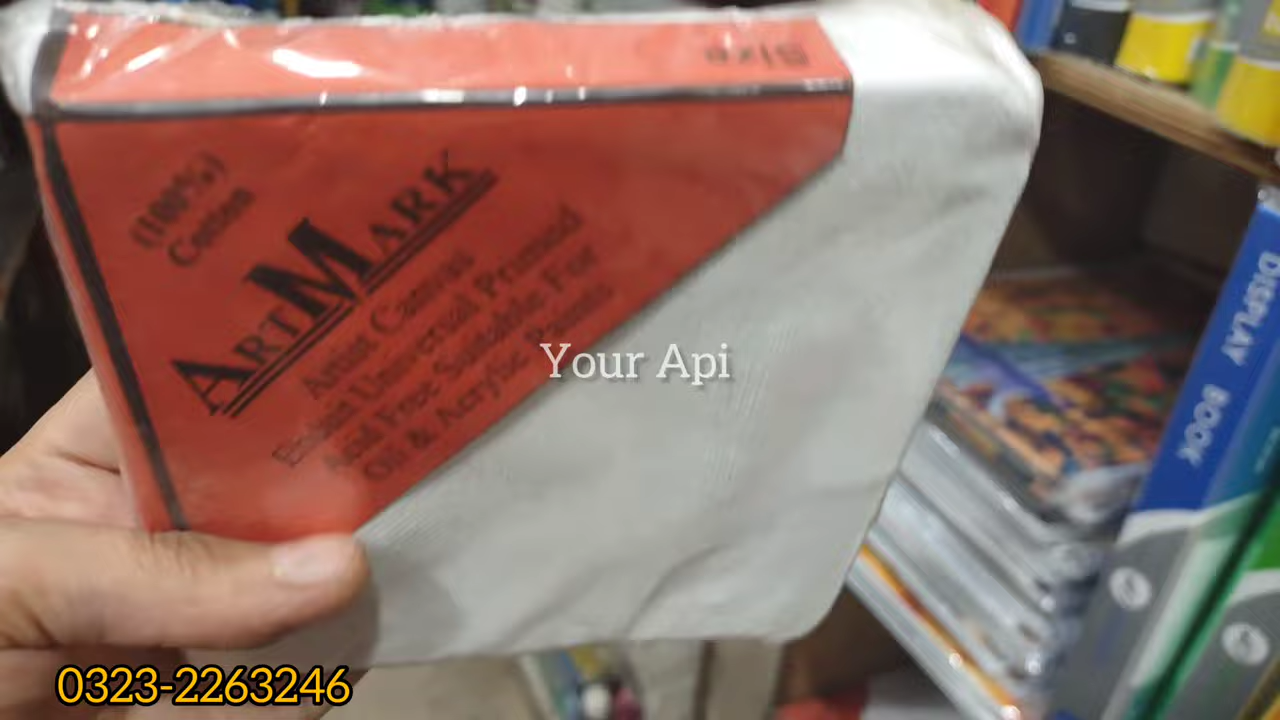 Size
(100%)
Cotton
ARTMARK
Artist Canvas
Universal Primed
Acid Free Suitable For
Oil & Acrylic Paints
Your Api
DISPLAY BOOK
0323-2263246